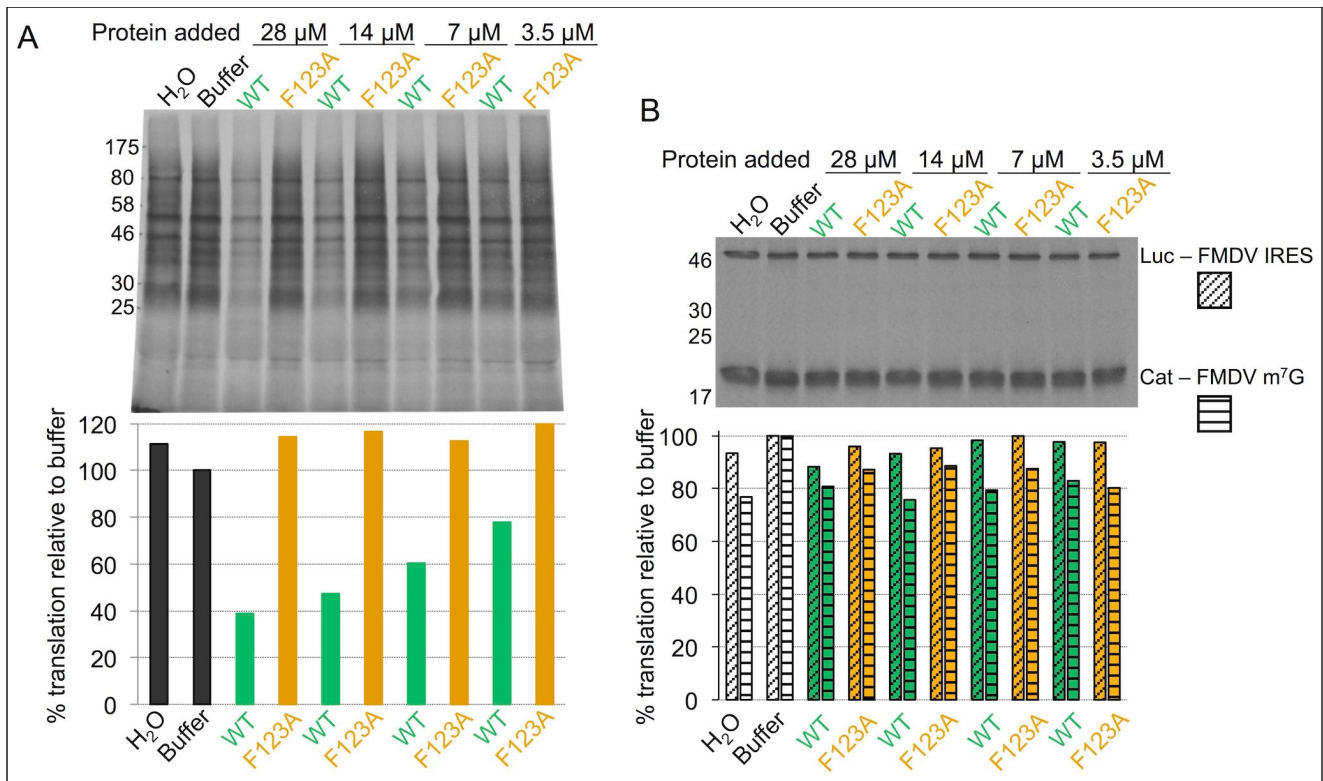 A
Protein added 28 µM 14 µM 7 µM 3.5 µM
H₂O Buffer WT F123A WT F123A WT F123A WT F123A
175
80
58
46
30
25
% translation relative to buffer
120
100
80
60
40
20
0
H₂O Buffer WT F123A WT F123A WT F123A WT F123A
B
Protein added 28 µM 14 µM 7 µM 3.5 µM
H₂O Buffer WT F123A WT F123A WT F123A WT F123A
46
30
25
17
Luc – FMDV IRES
Cat – FMDV m⁷G
% translation relative to buffer
100
80
60
40
20
0
H₂O Buffer WT F123A WT F123A WT F123A WT F123A